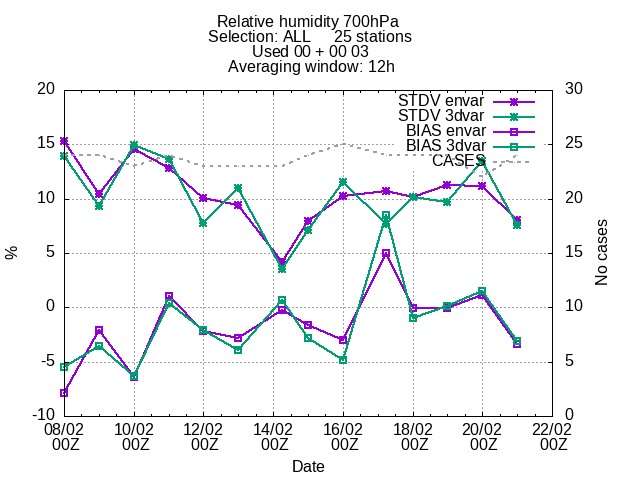 Relative humidity 700hPa
Selection: ALL 25 stations
Used 00 + 00 03
Averaging window: 12h
STDV envar
STDV 3dvar
BIAS envar
BIAS 3dvar
CASES
20
15
10
5
0
-5
-10
%
30
25
20
15
10
5
0
No cases
08/02 10/02 12/02 14/02 16/02 18/02 20/02 22/02
00Z 00Z 00Z 00Z 00Z 00Z 00Z 00Z
Date